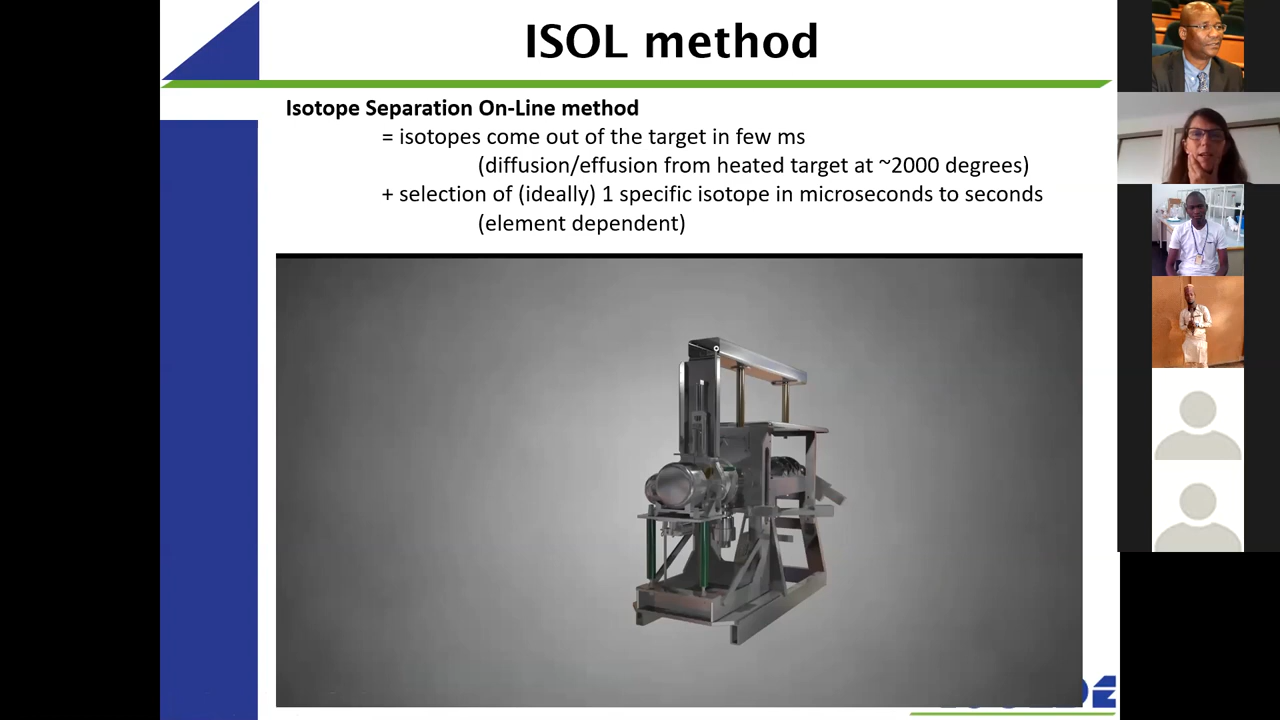 ISOL method
Isotope Separation On-Line method
= isotopes come out of the target in few ms
(diffusion/effusion from heated target at ~2000 degrees)
+ selection of (ideally) 1 specific isotope in microseconds to seconds
(element dependent)